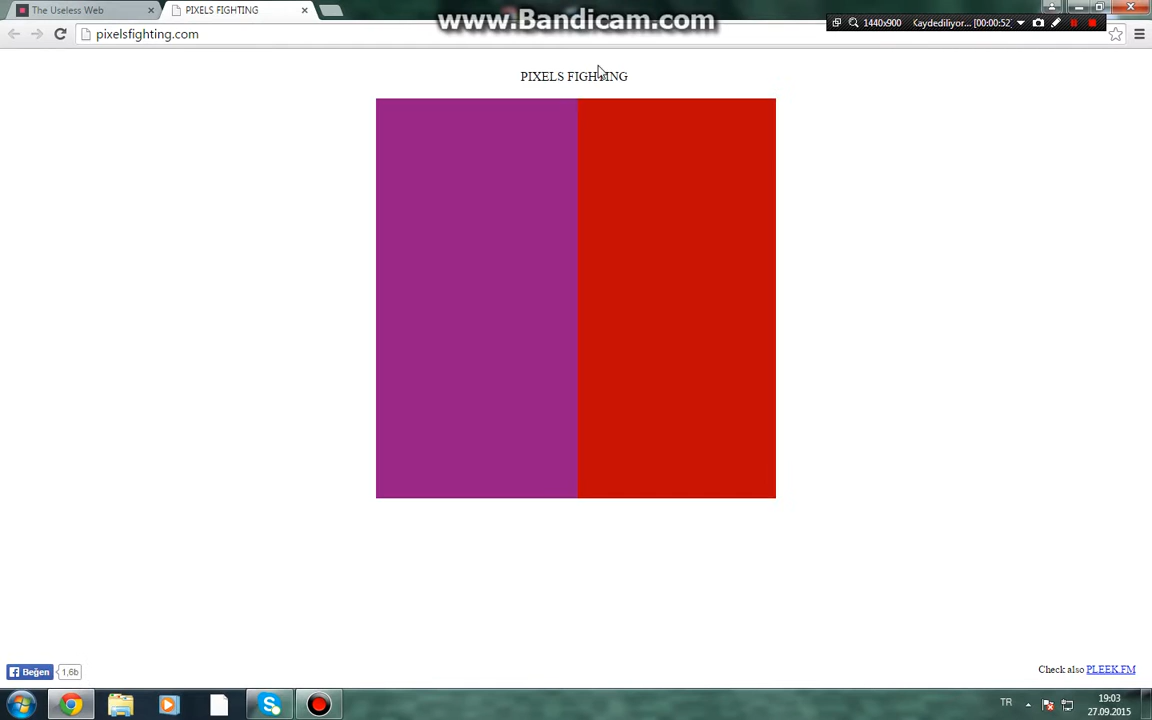 The Useless Web
PIXELS FIGHTING
www.Bandicam.com
1440x900
Kaydediliyor... [00:00:52]
pixelsfighting.com
PIXELS FIGHTING
Beğen
1,6b
Check also PLEEK.FM
TR
19:03
27.09.2015